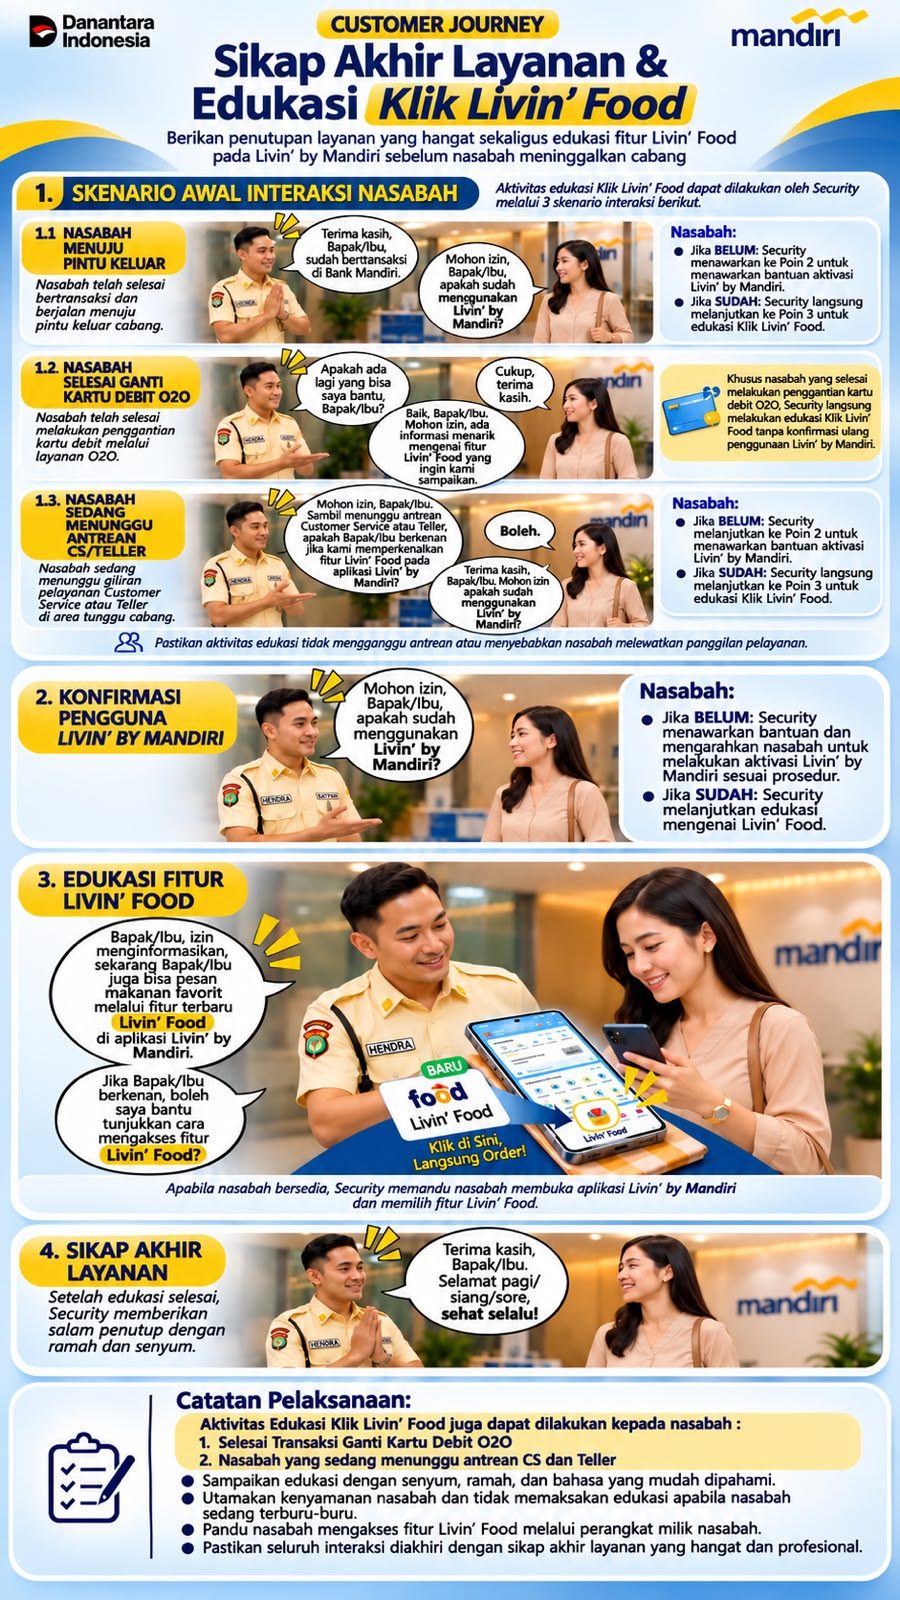 Danantara
Indonesia
CUSTOMER JOURNEY
mandiri
Sikap Akhir Layanan &
Edukasi Klik Livin' Food
Berikan penutupan layanan yang hangat sekaligus edukasi fitur Livin' Food
pada Livin' by Mandiri sebelum nasabah meninggalkan cabang
1. SKENARIO AWAL INTERAKSI NASABAH
Aktivitas edukasi Klik Livin' Food dapat dilakukan oleh Security
melalui 3 skenario interaksi berikut.
1.1 NASABAH
MENUJU
PINTU KELUAR
Nasabah telah selesai
bertransaksi dan
berjalan menuju
pintu keluar cabang.
Terima kasih,
Bapak/Ibu,
sudah bertransaksi
di Bank Mandiri.
Mohon izin,
Bapak/Ibu,
apakah sudah
menggunakan
Livin' by
Mandiri?
Nasabah:
Jika BELUM: Security
menawarkan ke Poin 2 untuk
menawarkan bantuan aktivasi
Livin' by Mandiri.
Jika SUDAH: Security langsung
melanjutkan ke Poin 3 untuk
edukasi Klik Livin' Food.
1.2. NASABAH
SELESAI GANTI
KARTU DEBIT O2O
Nasabah telah selesai
melakukan penggantian
kartu debit melalui
layanan O2O.
Apakah ada
lagi yang bisa
saya bantu,
Bapak/Ibu?
Cukup,
terima
kasih.
Baik, Bapak/Ibu.
Mohon izin, ada
informasi menarik
mengenai fitur
Livin' Food yang
ingin kami
sampaikan.
Khusus nasabah yang selesai
melakukan penggantian kartu
debit O2O, Security langsung
melakukan edukasi Klik Livin'
Food tanpa konfirmasi ulang
penggunaan Livin' by Mandiri.
1.3. NASABAH
SEDANG
MENUNGGU
ANTREAN
CS/TELLER
Nasabah sedang
menunggu giliran
pelayanan Customer
Service atau Teller
di area tunggu cabang.
Mohon izin, Bapak/Ibu.
Sambil menunggu antrean
Customer Service atau Teller,
apakah Bapak/Ibu berkenan
jika kami memperkenalkan
fitur Livin' Food pada
aplikasi Livin' by
Mandiri?
Boleh.
Terima kasih,
Bapak/Ibu. Mohon izin
apakah sudah
menggunakan
Livin' by
Mandiri?
Nasabah:
Jika BELUM: Security
melanjutkan ke Poin 2 untuk
menawarkan bantuan aktivasi
Livin' by Mandiri.
Jika SUDAH: Security langsung
melanjutkan ke Poin 3 untuk
edukasi Klik Livin' Food.
Pastikan aktivitas edukasi tidak mengganggu antrean atau menyebabkan nasabah melewatkan panggilan pelayanan.
2. KONFIRMASI
PENGGUNA
LIVIN' BY MANDIRI
Mohon izin,
Bapak/Ibu,
apakah sudah
menggunakan
Livin' by
Mandiri?
HENDRA
SATPAM
Nasabah:
Jika BELUM: Security
menawarkan bantuan dan
mengarahkan nasabah untuk
melakukan aktivasi Livin' by
Mandiri sesuai prosedur.
Jika SUDAH: Security
melanjutkan edukasi
mengenai Livin' Food.
3. EDUKASI FITUR
LIVIN' FOOD
Bapak/Ibu, izin
menginformasikan,
sekarang Bapak/Ibu
juga bisa pesan
makanan favorit
melalui fitur terbaru
Livin' Food
di aplikasi Livin' by
Mandiri.
Jika Bapak/Ibu
berkenan, boleh
saya bantu
tunjukkan cara
mengakses fitur
Livin' Food?
HENDRA
BARU
food
Livin' Food
Klik di Sini,
Langsung Order!
Livin' Food
mandiri
Apabila nasabah bersedia, Security memandu nasabah membuka aplikasi Livin' by Mandiri
dan memilih fitur Livin' Food.
4. SIKAP AKHIR
LAYANAN
Setelah edukasi selesai,
Security memberikan
salam penutup dengan
ramah dan senyum.
Terima kasih,
Bapak/Ibu.
Selamat pagi/
siang/sore,
sehat selalu!
HENDRA
mandiri
Catatan Pelaksanaan:
Aktivitas Edukasi Klik Livin' Food juga dapat dilakukan kepada nasabah :
1. Selesai Transaksi Ganti Kartu Debit O2O
2. Nasabah yang sedang menunggu antrean CS dan Teller
Sampaikan edukasi dengan senyum, ramah, dan bahasa yang mudah dipahami.
Utamakan kenyamanan nasabah dan tidak memaksakan edukasi apabila nasabah
sedang terburu-buru.
Pandu nasabah mengakses fitur Livin' Food melalui perangkat milik nasabah.
Pastikan seluruh interaksi diakhiri dengan sikap akhir layanan yang hangat dan profesional.